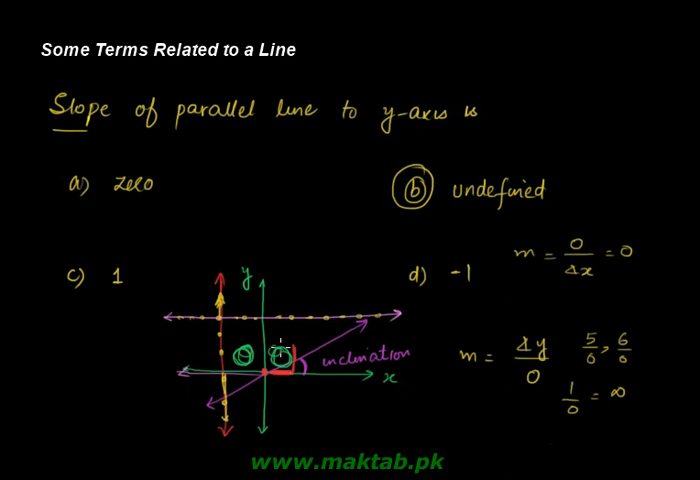 Some Terms Related to a Line
Slope of parallel line to y-axis is
a) zero
b undefined
c) 1
d) -1
m = 0/Δx = 0
y
inclination
x
m = Δy/0
5/0, 6/0
1/0 = ∞
www.maktab.pk